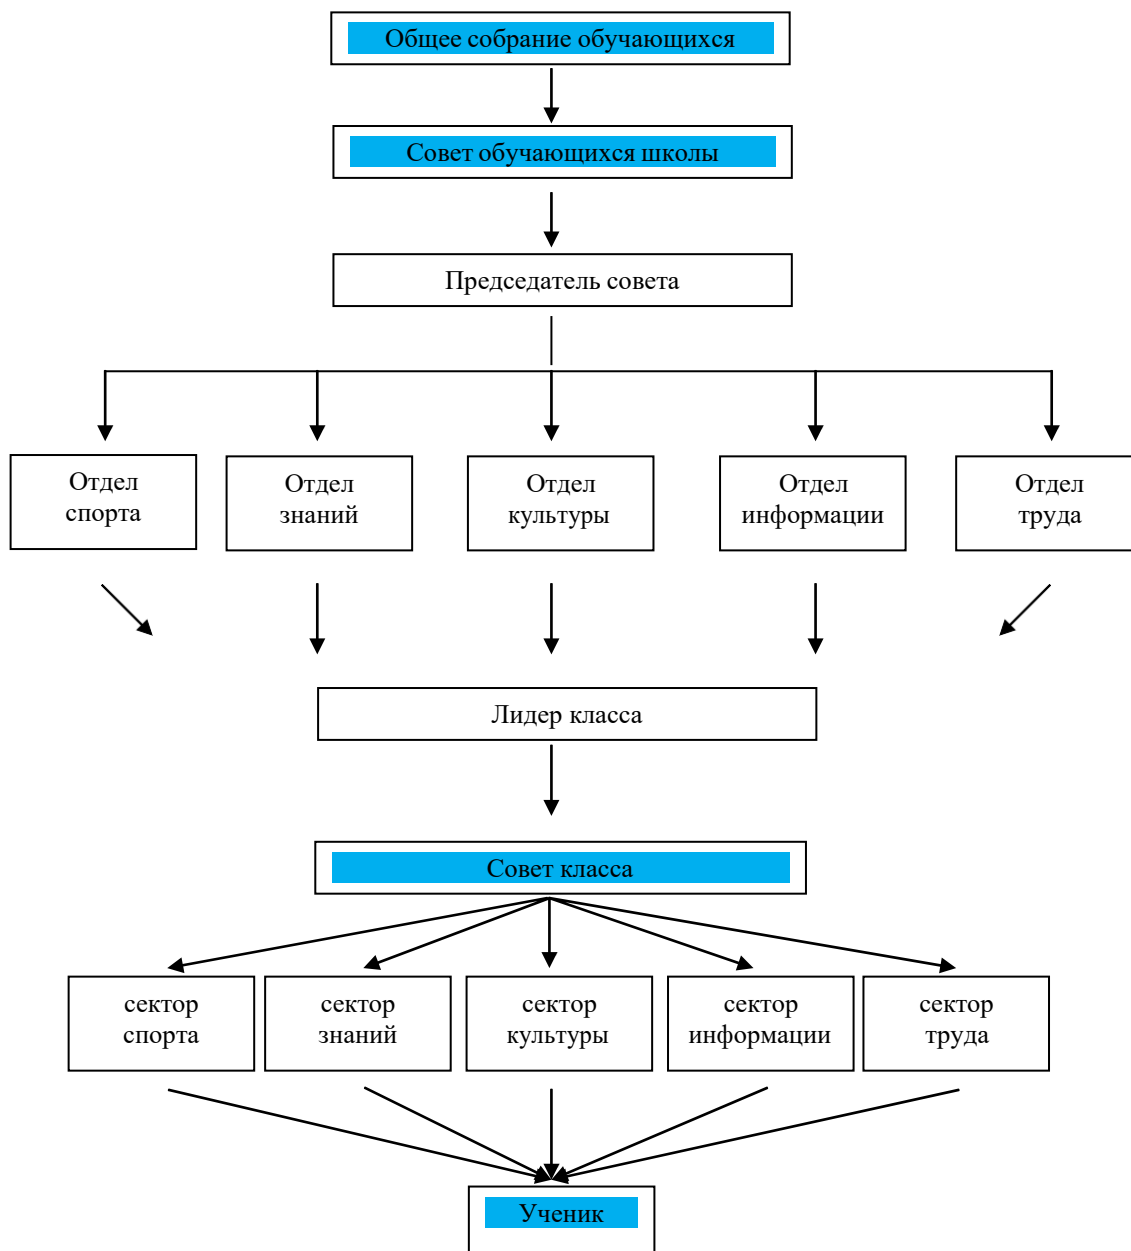 Общее собрание обучающихся
Совет обучающихся школы
Председатель совета
Отдел
спорта
Отдел
знаний
Отдел
культуры
Отдел
информации
Отдел
труда
Лидер класса
Совет класса
сектор
спорта
сектор
знаний
сектор
культуры
сектор
информации
сектор
труда
Ученик